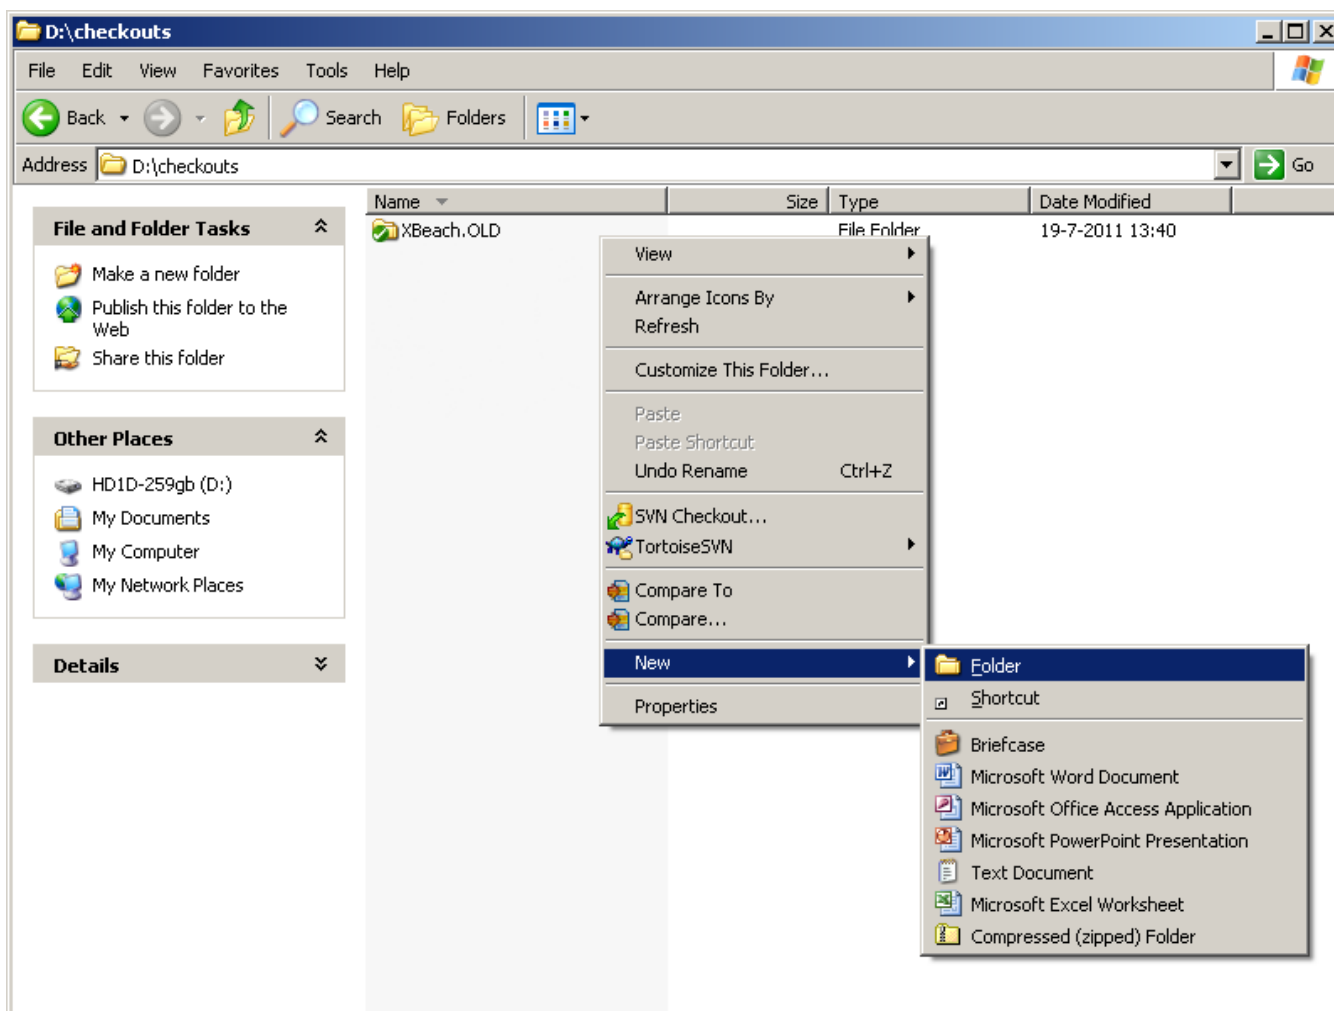 D:\checkouts
File Edit View Favorites Tools Help
Back Search Folders
Address D:\checkouts Go
Name Size Type Date Modified
XBeach.OLD File Folder 19-7-2011 13:40
File and Folder Tasks
Make a new folder
Publish this folder to the
Web
Share this folder
Other Places
HD1D-259gb (D:)
My Documents
My Computer
My Network Places
Details
View
Arrange Icons By
Refresh
Customize This Folder...
Paste
Paste Shortcut
Undo Rename Ctrl+Z
SVN Checkout...
TortoiseSVN
Compare To
Compare...
New
Properties
Folder
Shortcut
Briefcase
Microsoft Word Document
Microsoft Office Access Application
Microsoft PowerPoint Presentation
Text Document
Microsoft Excel Worksheet
Compressed (zipped) Folder